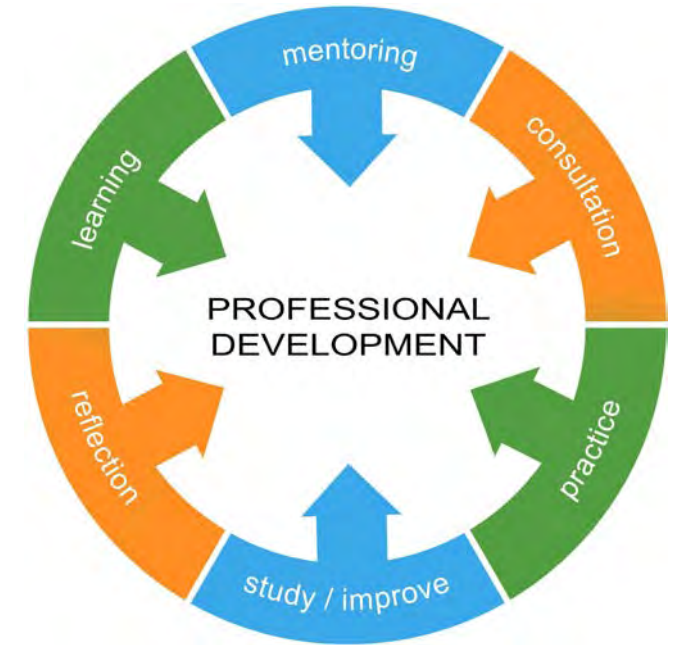 mentoring
consultation
learning
PROFESSIONAL
DEVELOPMENT
reflection
practice
study / improve